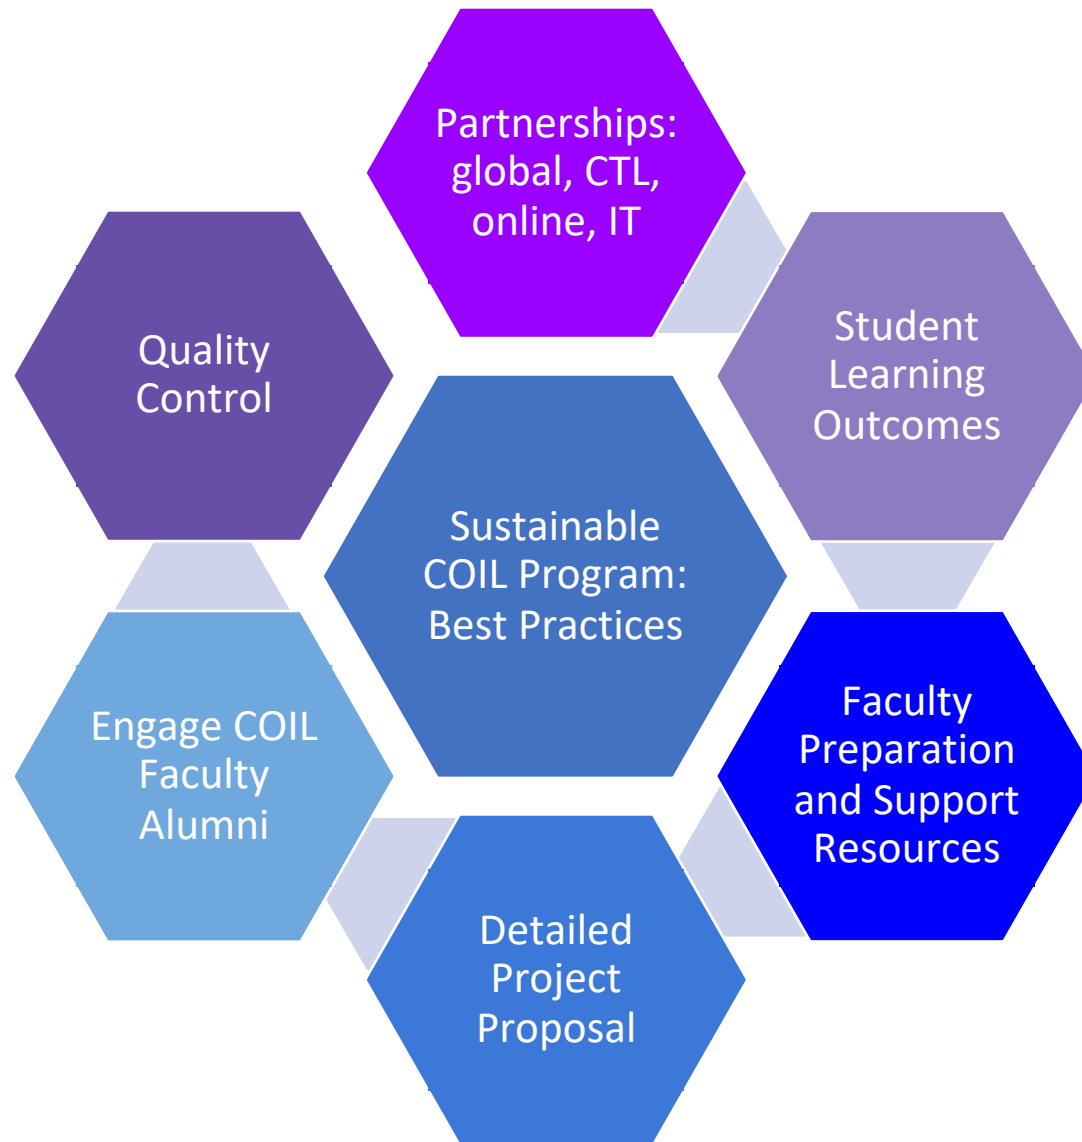 Partnerships:
global, CTL,
online, IT
Student
Learning
Outcomes
Quality
Control
Sustainable
COIL Program:
Best Practices
Faculty
Preparation
and Support
Resources
Engage COIL
Faculty
Alumni
Detailed
Project
Proposal